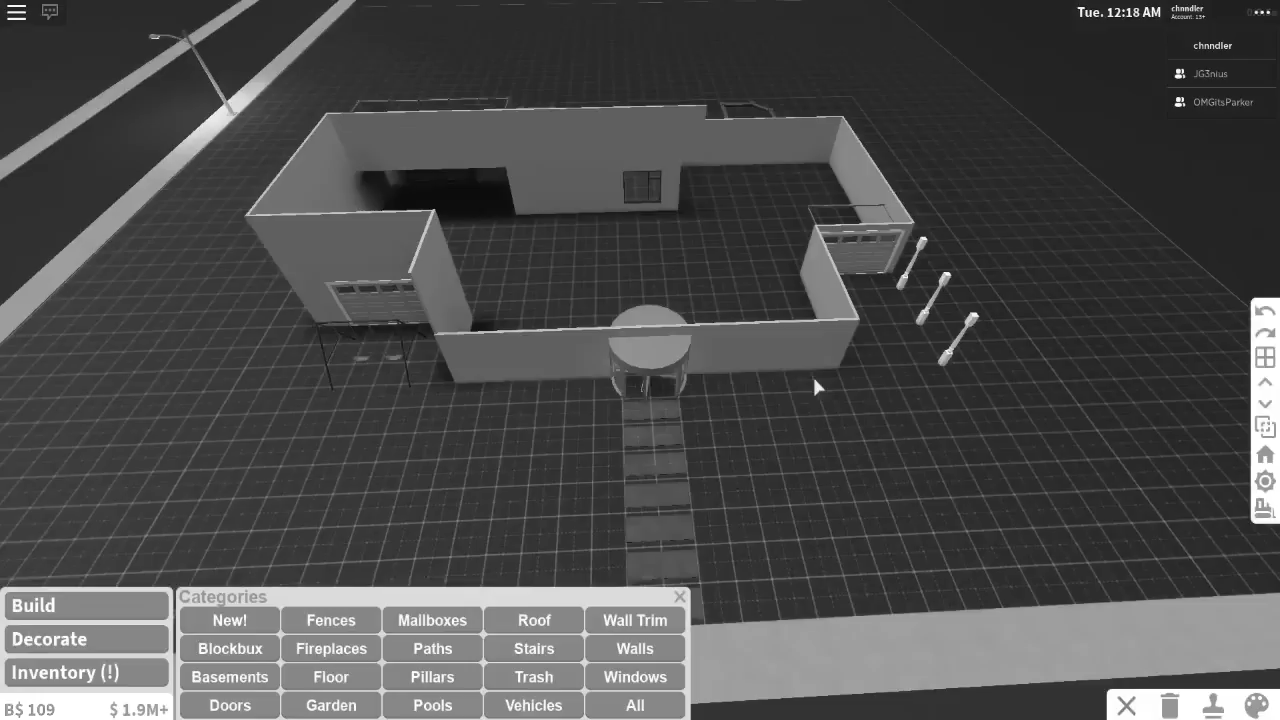 Tue. 12:18 AM
chnndler
Account: 13+
chnndler
JG3nius
OMGitsParker
Build
Decorate
Inventory (!)
B$ 109 $ 1.9M+
Categories
New! Fences Mailboxes Roof Wall Trim
Blockbux Fireplaces Paths Stairs Walls
Basements Floor Pillars Trash Windows
Doors Garden Pools Vehicles All